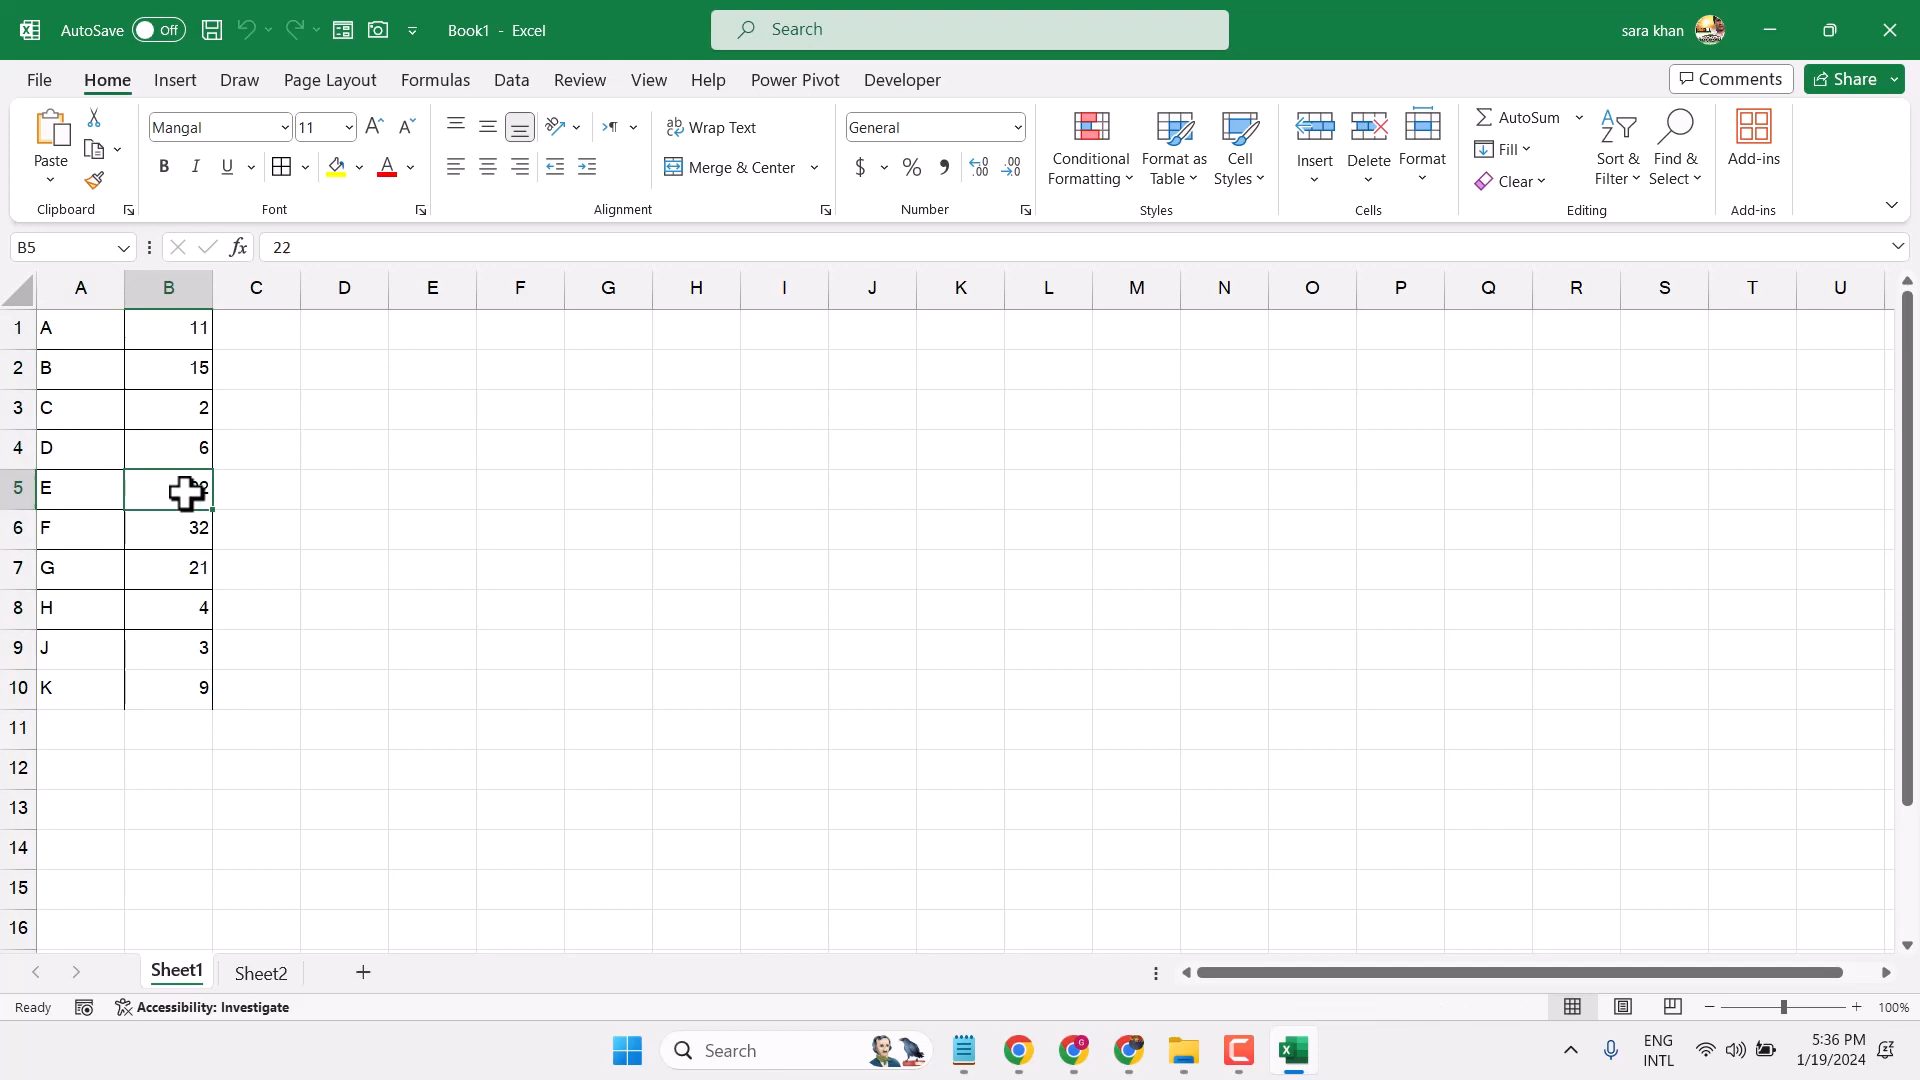 AutoSave Off Book1 - Excel Search sara khan
File Home Insert Draw Page Layout Formulas Data Review View Help Power Pivot Developer Comments Share
Paste Mangal 11 Wrap Text General Conditional Formatting Format as Table Cell Styles Insert Delete Format AutoSum Sort & Filter Find & Select Add-ins
B I U A Merge & Center $ % Fill
Clear
Clipboard Font Alignment Number Styles Cells Editing Add-ins
B5 fx 22
A B C D E F G H I J K L M N O P Q R S T U
1 A 11
2 B 15
3 C 2
4 D 6
5 E
6 F 32
7 G 21
8 H 4
9 J 3
10 K 9
11
12
13
14
15
16
Sheet1 Sheet2
Ready Accessibility: Investigate 100%
Search ENG 5:36 PM
INTL 1/19/2024